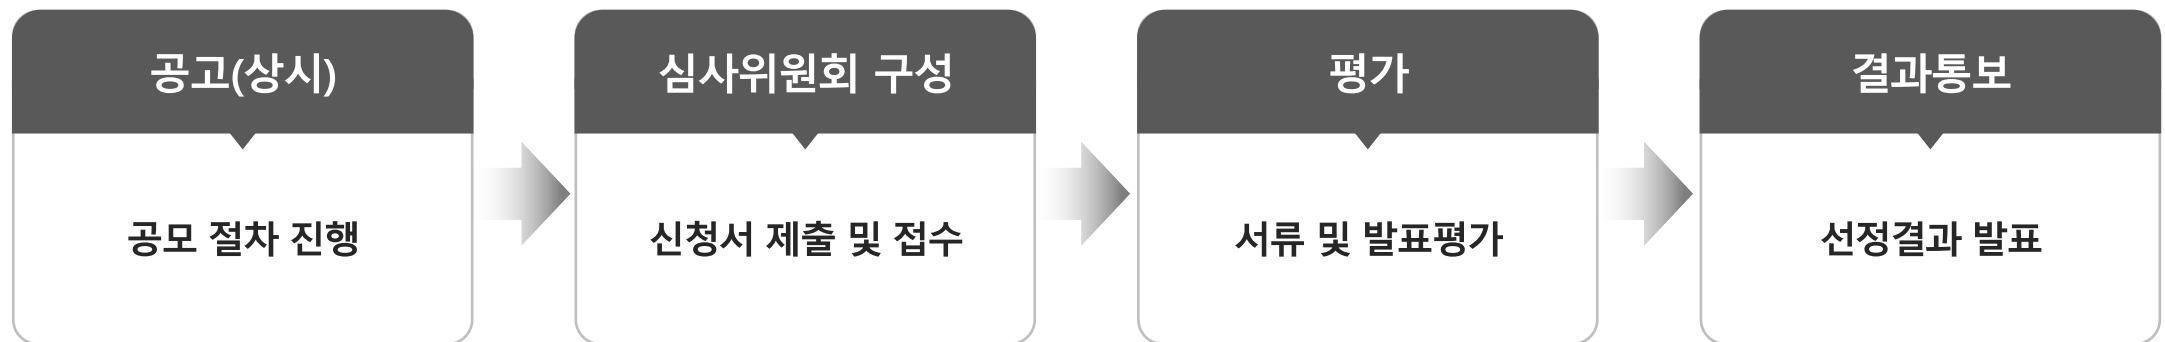 공고(상시)
공모 절차 진행
심사위원회 구성
신청서 제출 및 접수
평가
서류 및 발표평가
결과통보
선정결과 발표